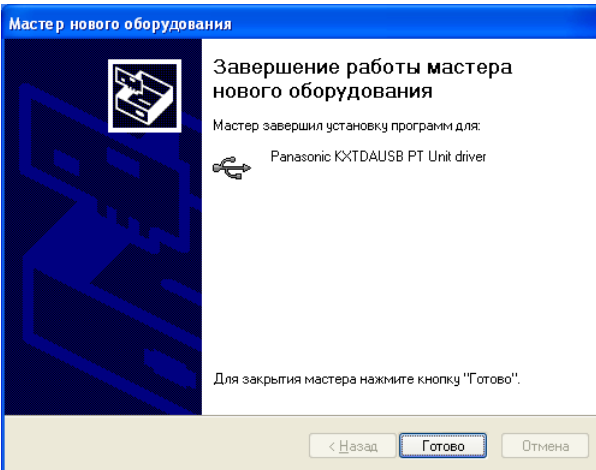 Мастер нового оборудования
Завершение работы мастера
нового оборудования
Мастер завершил установку программ для:
Panasonic KXTDAUSB PT Unit driver
Для закрытия мастера нажмите кнопку "Готово".
< Назад Готово Отмена